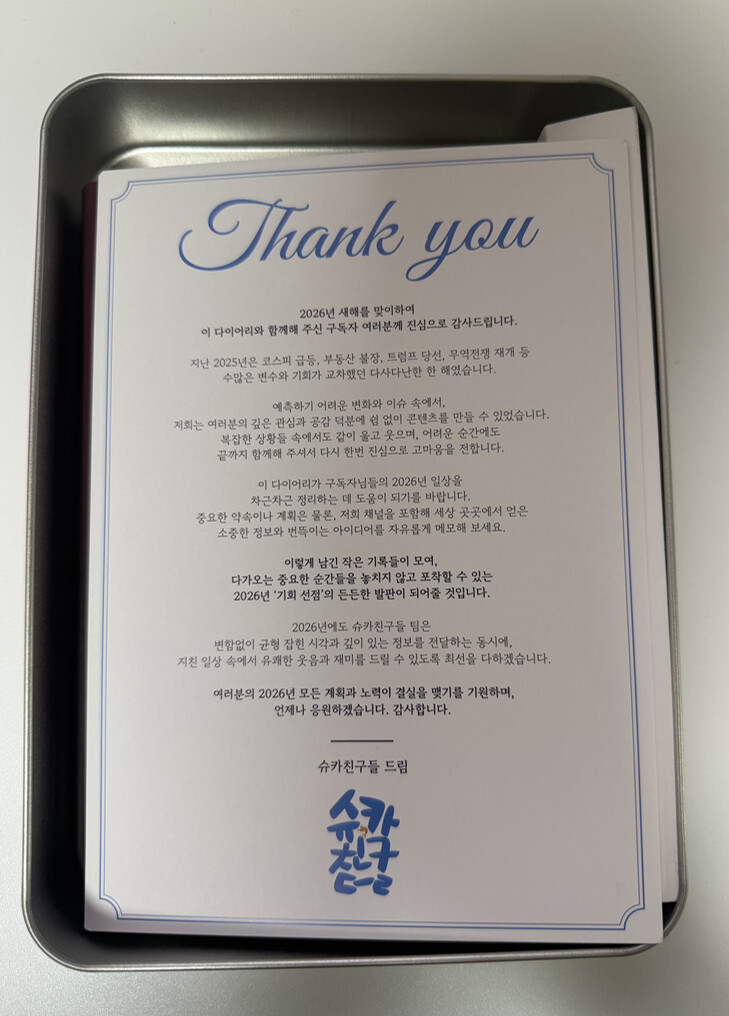 Thank you
2026년 새해를 맞이하여
이 다이어리와 함께해 주신 구독자 여러분께 진심으로 감사드립니다.
지난 2025년은 코스피 급등, 부동산 불장, 트럼프 당선, 무역전쟁 재개 등
수많은 변수와 기회가 교차했던 다사다난한 한 해였습니다.
예측하기 어려운 변화와 이슈 속에서,
저희는 여러분의 깊은 관심과 공감 덕분에 쉼 없이 콘텐츠를 만들 수 있었습니다.
복잡한 상황들 속에서도 같이 울고 웃으며, 어려운 순간에도
끝까지 함께해 주셔서 다시 한번 진심으로 고마움을 전합니다.
이 다이어리가 구독자님들의 2026년 일상을
차근차근 정리하는 데 도움이 되기를 바랍니다.
중요한 약속이나 계획은 물론, 저희 채널을 포함해 세상 곳곳에서 얻은
소중한 정보와 번뜩이는 아이디어를 자유롭게 메모해 보세요.
이렇게 남긴 작은 기록들이 모여,
다가오는 중요한 순간들을 놓치지 않고 포착할 수 있는
2026년 ‘기회 선점’의 든든한 발판이 되어줄 것입니다.
2026년에도 슈카친구들 팀은
변함없이 균형 잡힌 시각과 깊이 있는 정보를 전달하는 동시에,
지친 일상 속에서 유쾌한 웃음과 재미를 드릴 수 있도록 최선을 다하겠습니다.
여러분의 2026년 모든 계획과 노력이 결실을 맺기를 기원하며,
언제나 응원하겠습니다. 감사합니다.
슈카친구들 드림
슈카
친구들